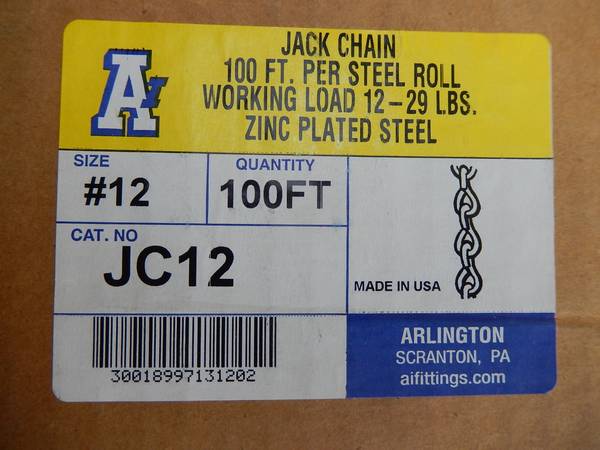 AI
JACK CHAIN
100 FT. PER STEEL ROLL
WORKING LOAD 12-29 LBS.
ZINC PLATED STEEL
SIZE
#12
QUANTITY
100FT
CAT. NO
JC12
MADE IN USA
30018997131202
ARLINGTON
SCRANTON, PA
aifittings.com